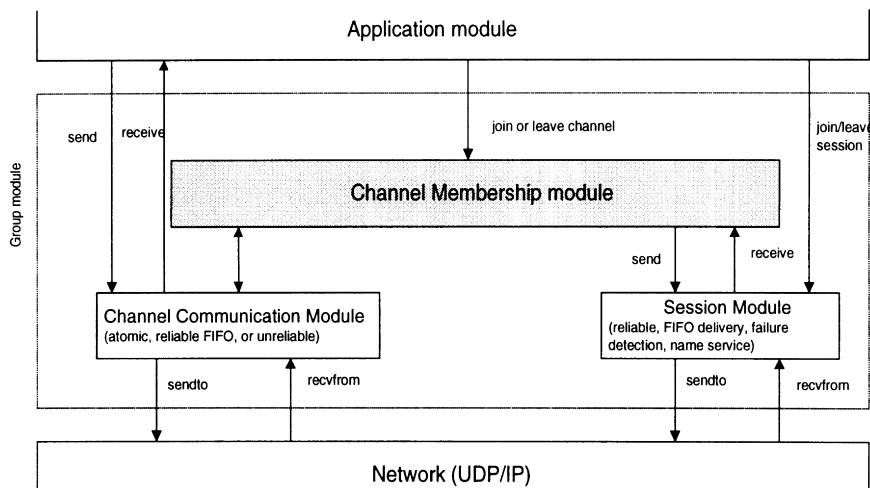 Application module
send
receive
join or leave channel
join/leave
session
Group module
Channel Membership module
send
receive
Channel Communication Module
(atomic, reliable FIFO, or unreliable)
Session Module
(reliable, FIFO delivery, failure
detection, name service)
sendto
recvfrom
sendto
recvfrom
Network (UDP/IP)